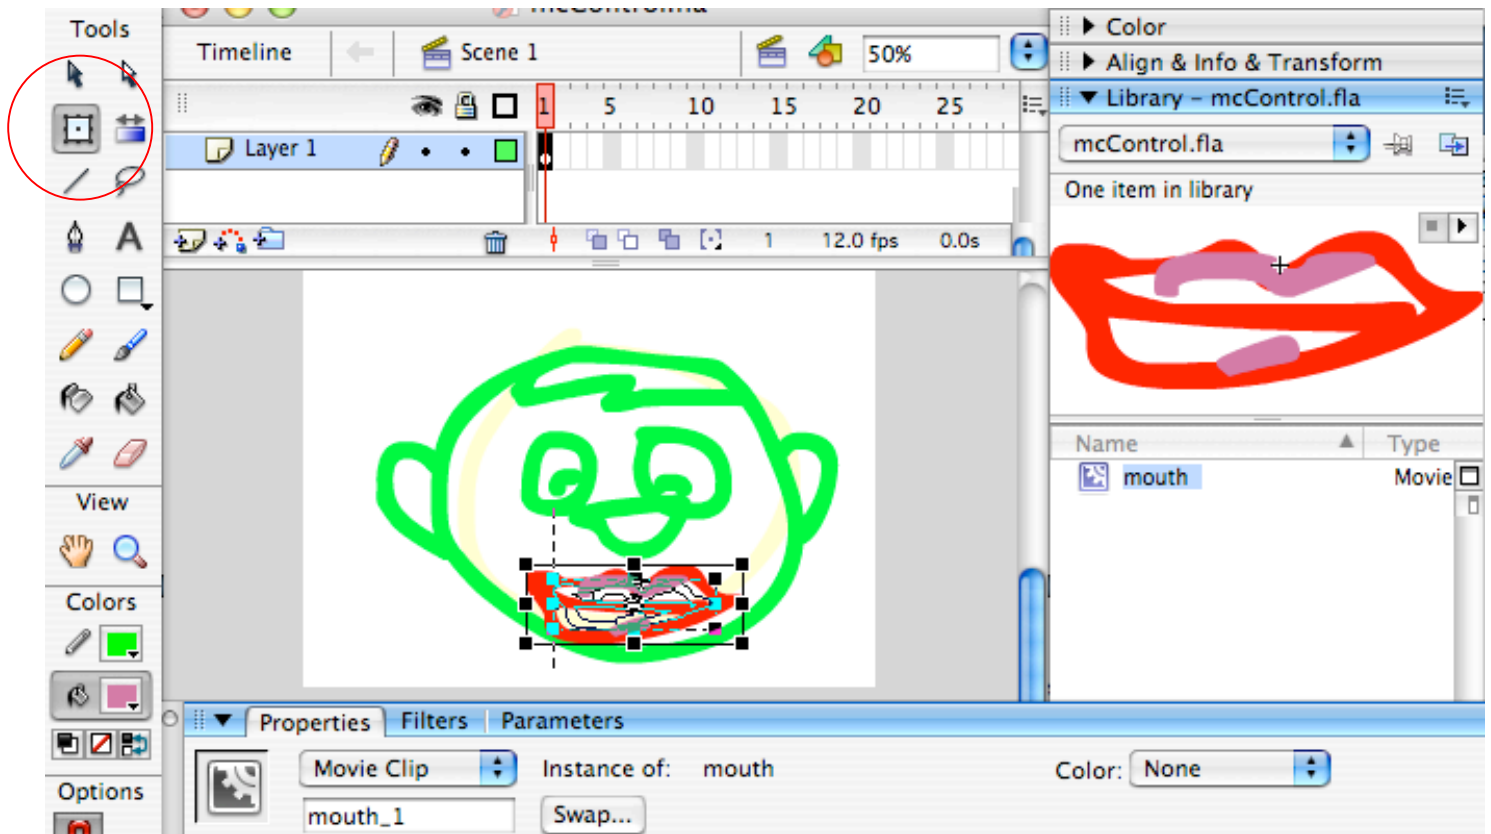 Tools
mcControl.fla
Timeline
Scene 1
50%
1 5 10 15 20 25
Layer 1
1 12.0 fps 0.0s
A
View
Colors
Options
Color
Align & Info & Transform
Library – mcControl.fla
mcControl.fla
One item in library
Name Type
mouth Movie
Properties Filters Parameters
Movie Clip Instance of: mouth Color: None
mouth_1 Swap...